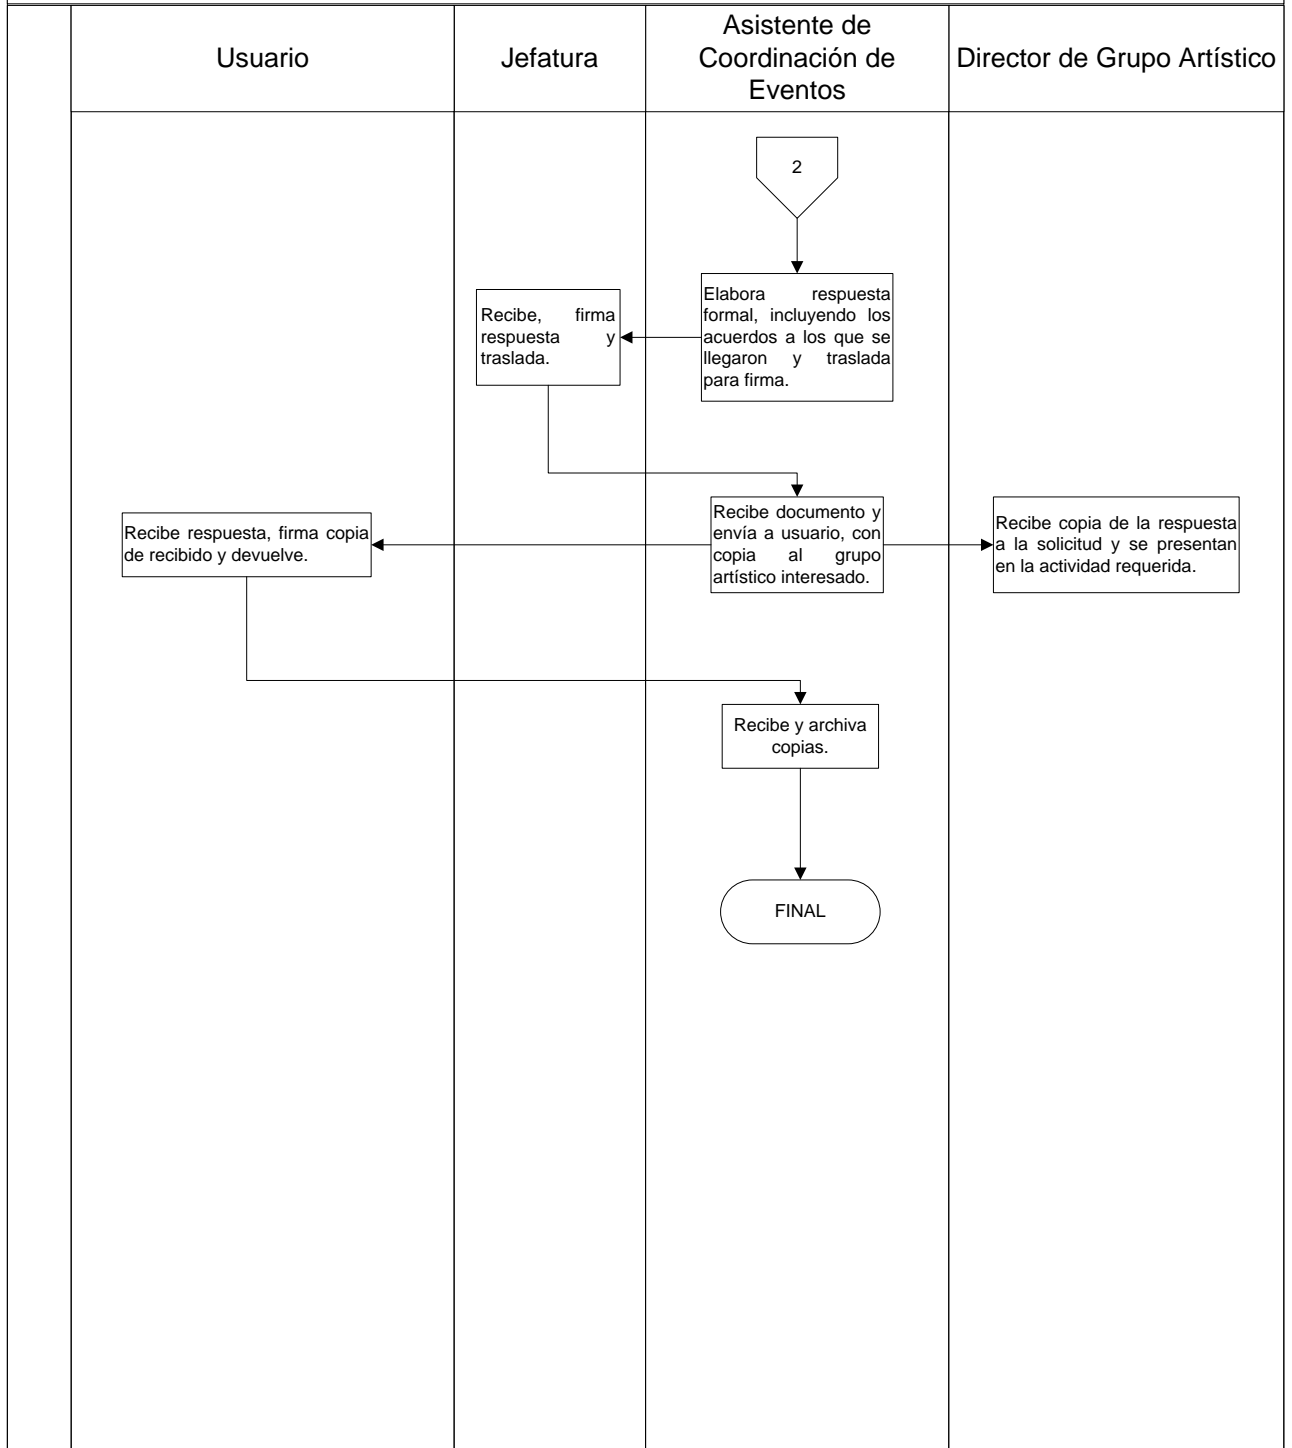 Usuario
Jefatura
Asistente de
Coordinación de
Eventos
Director de Grupo Artístico
2
Elabora respuesta
formal, incluyendo los
acuerdos a los que se
llegaron y traslada
para firma.
Recibe, firma
respuesta y
traslada.
Recibe documento y
envía a usuario, con
copia al grupo
artístico interesado.
Recibe respuesta, firma copia
de recibido y devuelve.
Recibe copia de la respuesta
a la solicitud y se presentan
en la actividad requerida.
Recibe y archiva
copias.
FINAL